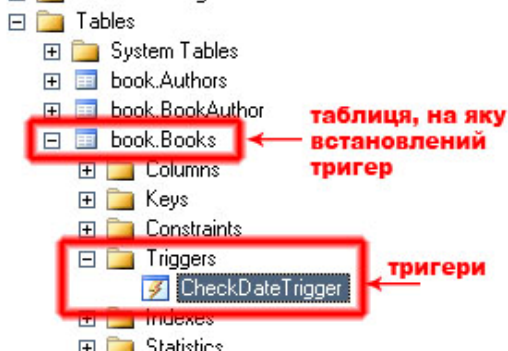 Tables
System Tables
book.Authors
book.BookAuthor
таблиця, на яку
встановлений
тригер
book.Books
Columns
Keys
Constraints
Triggers
тригери
CheckDateTrigger
Indexes
Statistics